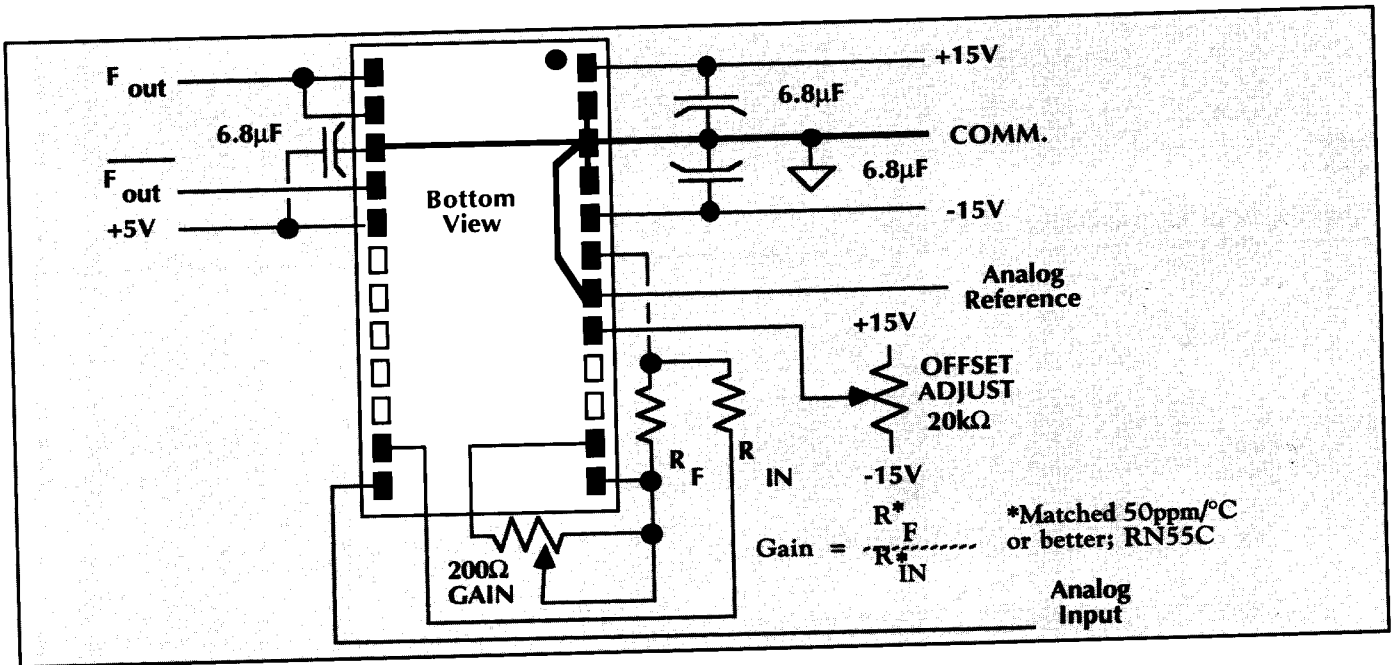 F out
6.8µF
F out
+5V
Bottom
View
+15V
6.8µF
COMM.
6.8µF
-15V
Analog
Reference
+15V
OFFSET
ADJUST
20kΩ
-15V
R F
R IN
200Ω
GAIN
Gain = R*F
R*IN
*Matched 50ppm/°C
or better; RN55C
Analog
Input